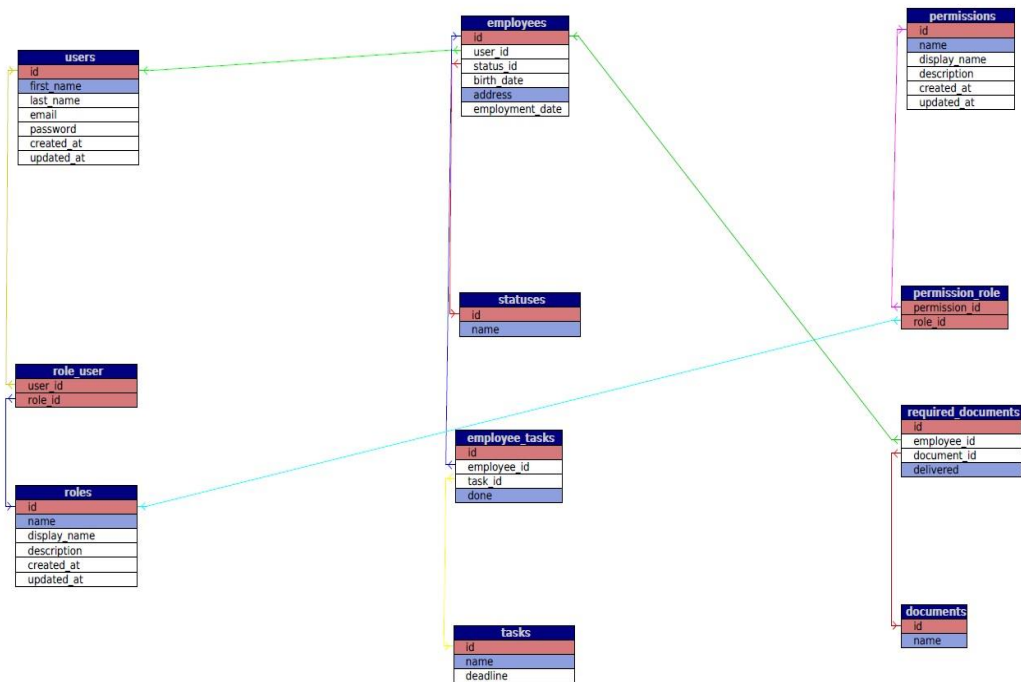 users
id
first_name
last_name
email
password
created_at
updated_at
role_user
user_id
role_id
roles
id
name
display_name
description
created_at
updated_at
employees
id
user_id
status_id
birth_date
address
employment_date
statuses
id
name
employee_tasks
id
employee_id
task_id
done
tasks
id
name
deadline
permissions
id
name
display_name
description
created_at
updated_at
permission_role
permission_id
role_id
required_documents
id
employee_id
document_id
delivered
documents
id
name